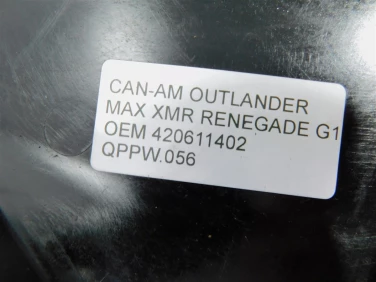 CAN-AM OUTLANDER
MAX XMR RENEGADE G1
OEM 420611402
QPPW.056